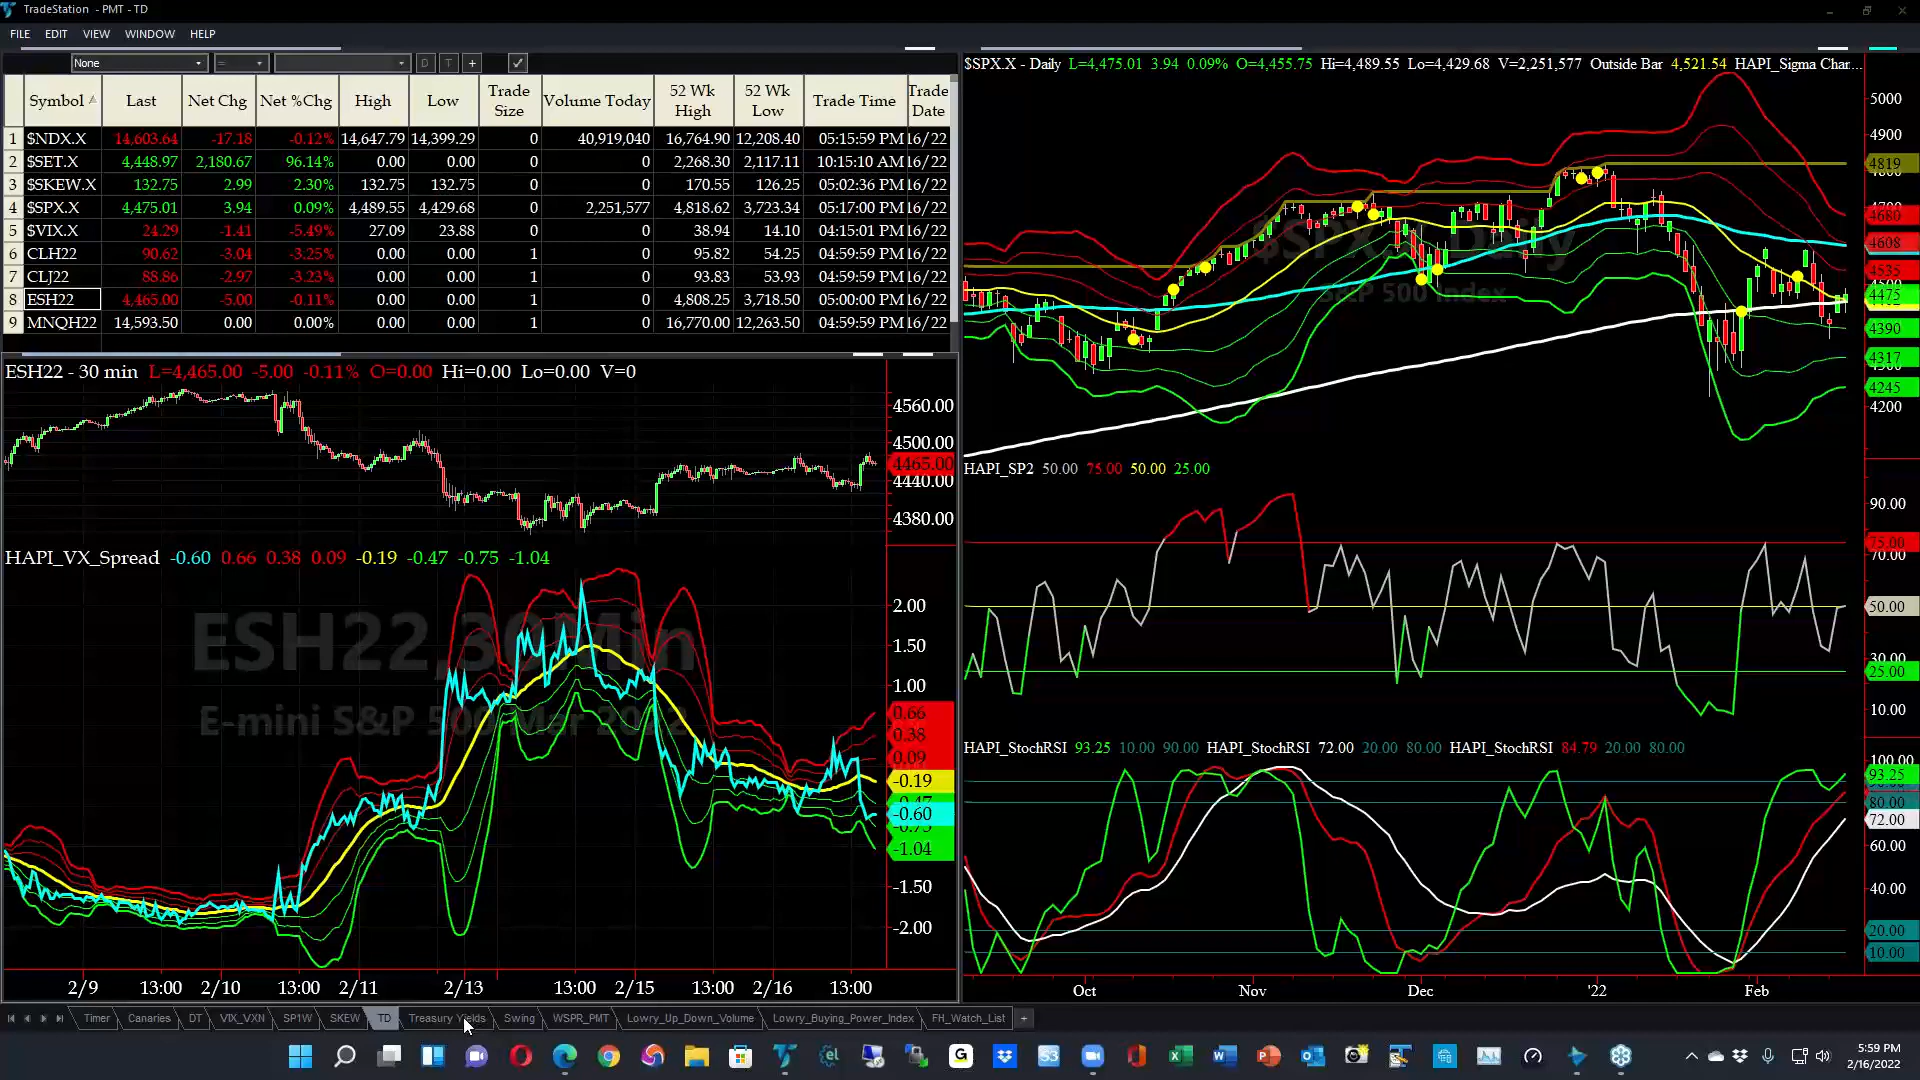 TradeStation - PMT - TD
FILE EDIT VIEW WINDOW HELP
None = D T +
Symbol Last Net Chg Net %Chg High Low Trade Size Volume Today 52 Wk High 52 Wk Low Trade Time Trade Date
1 $NDX.X 14,603.64 -17.18 -0.12% 14,647.79 14,399.29 0 40,919,040 16,764.90 12,208.40 05:15:59 PM 16/22
2 $SET.X 4,448.97 2,180.67 96.14% 0.00 0.00 0 0 2,268.30 2,117.11 10:15:10 AM 16/22
3 $SKEW.X 132.75 2.99 2.30% 132.75 132.75 0 0 170.55 126.25 05:02:36 PM 16/22
4 $SPX.X 4,475.01 3.94 0.09% 4,489.55 4,429.68 0 2,251,577 4,818.62 3,723.34 05:17:00 PM 16/22
5 $VIX.X 24.29 -1.41 -5.49% 27.09 23.88 0 0 38.94 14.10 04:15:01 PM 16/22
6 CLH22 90.62 -3.04 -3.25% 0.00 0.00 1 0 95.82 54.25 04:59:59 PM 16/22
7 CLJ22 88.86 -2.97 -3.23% 0.00 0.00 1 0 93.83 53.93 04:59:59 PM 16/22
8 ESH22 4,465.00 -5.00 -0.11% 0.00 0.00 1 0 4,808.25 3,718.50 05:00:00 PM 16/22
9 MNQH22 14,593.50 0.00 0.00% 0.00 0.00 1 0 16,770.00 12,263.50 04:59:59 PM 16/22
ESH22 - 30 min L=4,465.00 -5.00 -0.11% O=0.00 Hi=0.00 Lo=0.00 V=0
4560.00
4500.00
4465.00
4440.00
4380.00
HAPI_VX_Spread -0.60 0.66 0.38 0.09 -0.19 -0.47 -0.75 -1.04
ESH22,30Min
E-mini S&P 500 Mar 2022
2.00
1.50
1.00
0.66
0.38
0.09
-0.19
-0.47
-0.60
-0.75
-1.04
-1.50
-2.00
2/9 13:00 2/10 13:00 2/11 2/13 13:00 2/15 13:00 2/16 13:00
$SPX.X - Daily L=4,475.01 3.94 0.09% O=4,455.75 Hi=4,489.55 Lo=4,429.68 V=2,251,577 Outside Bar 4,521.54 HAPI_Sigma Char...
S&P 500 Index
5000
4900
4819
4680
4608
4535
4475
4390
4317
4245
4200
HAPI_SP2 50.00 75.00 50.00 25.00
90.00
75.00
70.00
50.00
30.00
25.00
10.00
HAPI_StochRSI 93.25 10.00 90.00 HAPI_StochRSI 72.00 20.00 80.00 HAPI_StochRSI 84.79 20.00 80.00
100.00
93.25
80.00
72.00
60.00
40.00
20.00
10.00
Oct Nov Dec '22 Feb
Timer Canaries DT VIX_VXN SP1W SKEW TD Treasury Yields Swing WSPR_PMT Lowry_Up_Down_Volume Lowry_Buying_Power_Index FH_Watch_List +
5:59 PM
2/16/2022